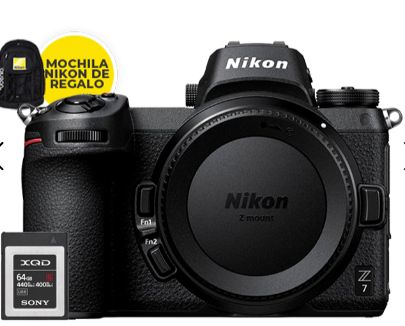 MOCHILA
NIKON DE
REGALO
Nikon
Nikon
Z mount
Fn1
Fn2
Z
7
XQD
64GB
SONY